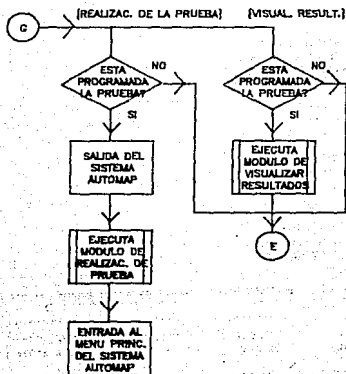 G
{REALIZAC. DE LA PRUEBA}
{VISUAL. RESULT.}
ESTA
PROGRAMADA
LA PRUEBA?
NO
SI
SALIDA DEL
SISTEMA
AUTOMAP
EJECUTA
MODULO DE
REALIZAC. DE
PRUEBA
ENTRADA AL
MENU PRINC.
DEL SISTEMA
AUTOMAP
ESTA
PROGRAMADA
LA PRUEBA?
NO
SI
EJECUTA
MODULO DE
VISUALIZAR
RESULTADOS
E